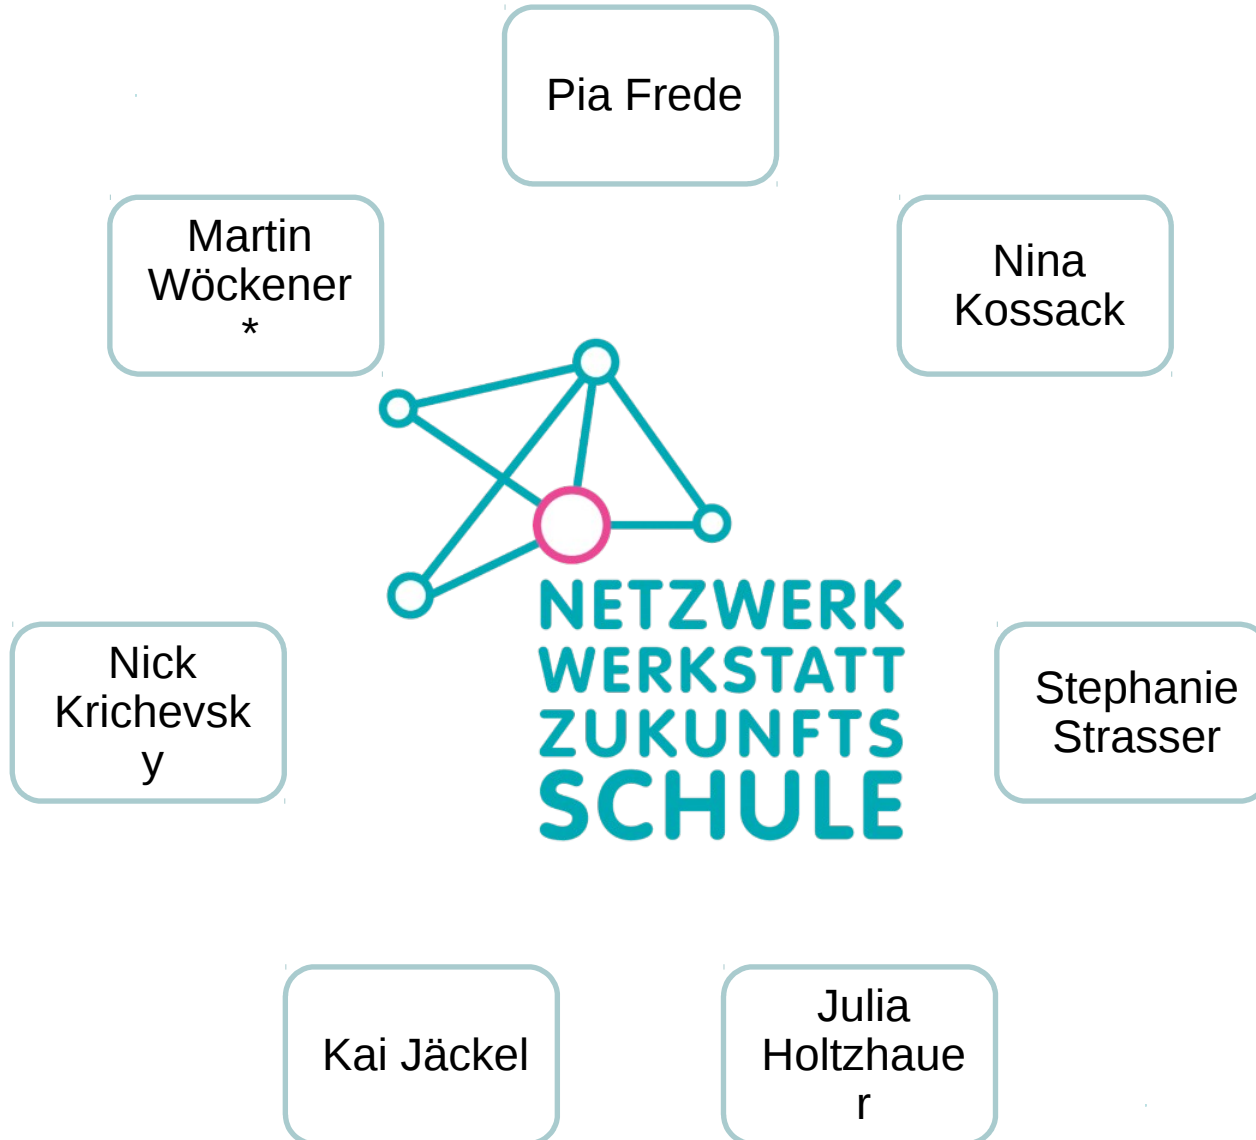 Pia Frede
Martin
Wöckener
*
Nina
Kossack
NETZWERK
WERKSTATT
ZUKUNFTS
SCHULE
Nick
Krichevsk
y
Stephanie
Strasser
Kai Jäckel
Julia
Holtzhaue
r